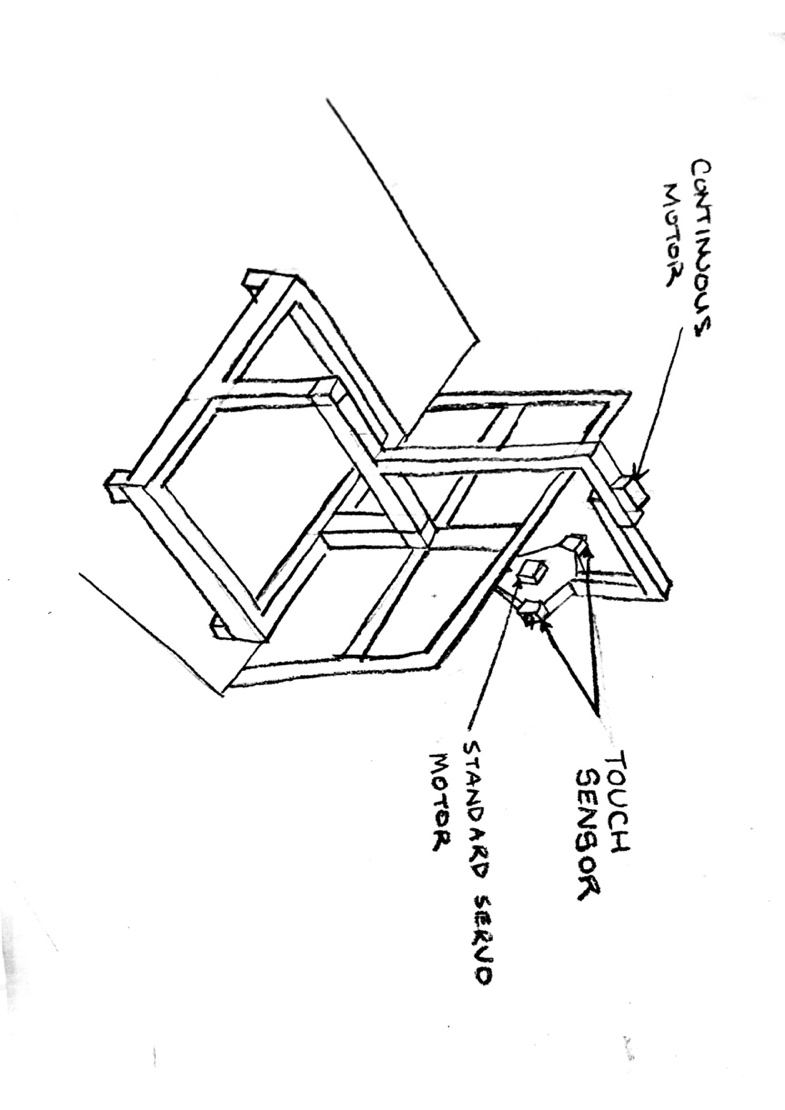 CONTINUOUS
MOTOR
TOUCH
SENSOR
STANDARD SERVO
MOTOR